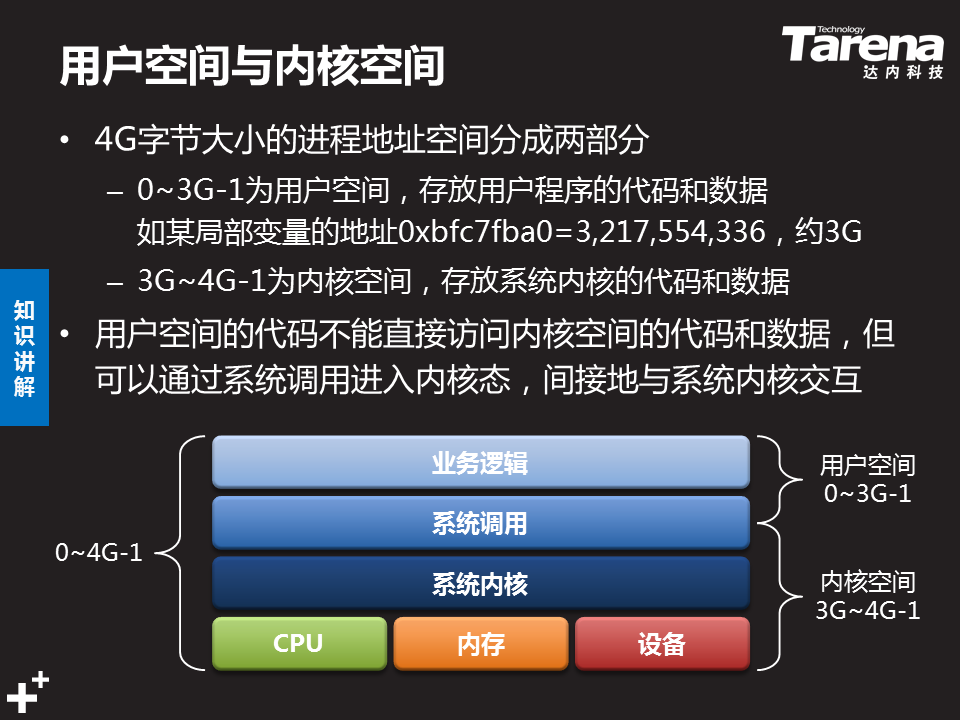 Technology
Tarena
达内科技
用户空间与内核空间
• 4G字节大小的进程地址空间分成两部分
– 0~3G-1为用户空间，存放用户程序的代码和数据
如某局部变量的地址0xbfc7fba0=3,217,554,336，约3G
– 3G~4G-1为内核空间，存放系统内核的代码和数据
• 用户空间的代码不能直接访问内核空间的代码和数据，但
可以通过系统调用进入内核态，间接地与系统内核交互
知
识
讲
解
0~4G-1
业务逻辑
系统调用
系统内核
CPU
内存
设备
用户空间
0~3G-1
内核空间
3G~4G-1